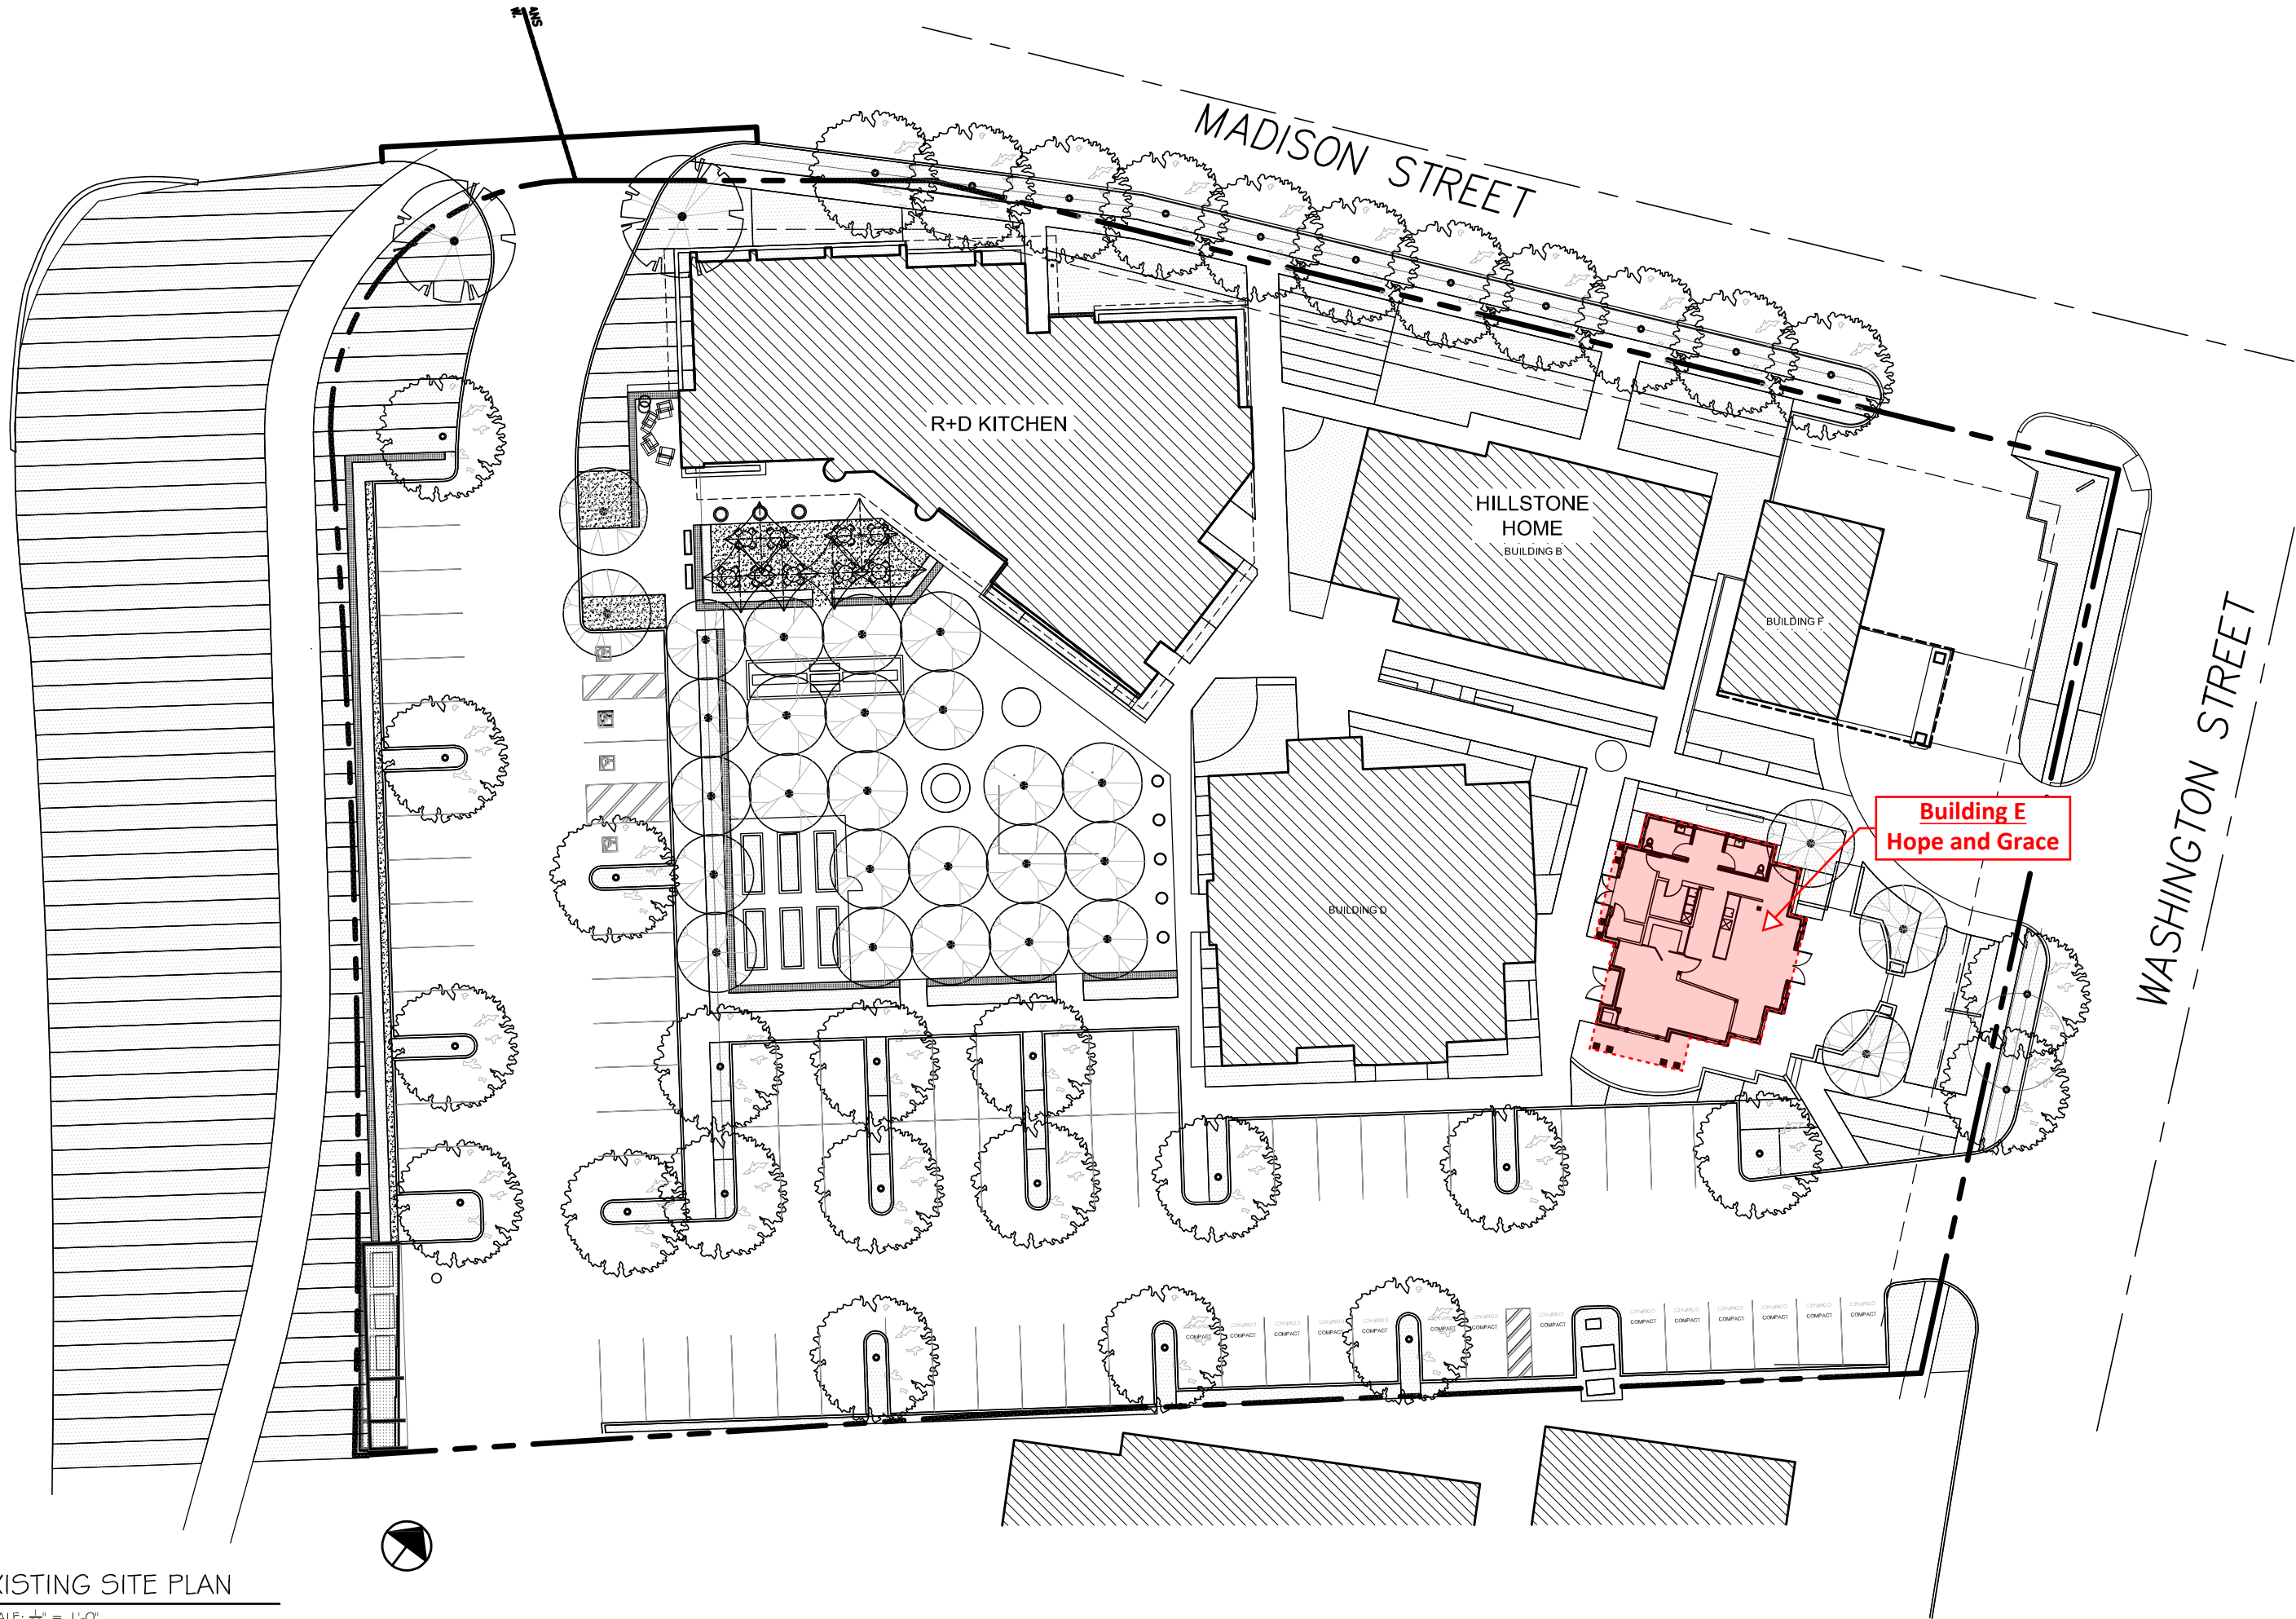 MADISON STREET
R+D KITCHEN
HILLSTONE
HOME
BUILDING B
BUILDING F
WASHINGTON STREET
Building E
Hope and Grace
BUILDING D
COMPACT
COMPACT
COMPACT
COMPACT
COMPACT
COMPACT
COMPACT
COMPACT
COMPACT
COMPACT
COMPACT
COMPACT
COMPACT
COMPACT
XISTING SITE PLAN